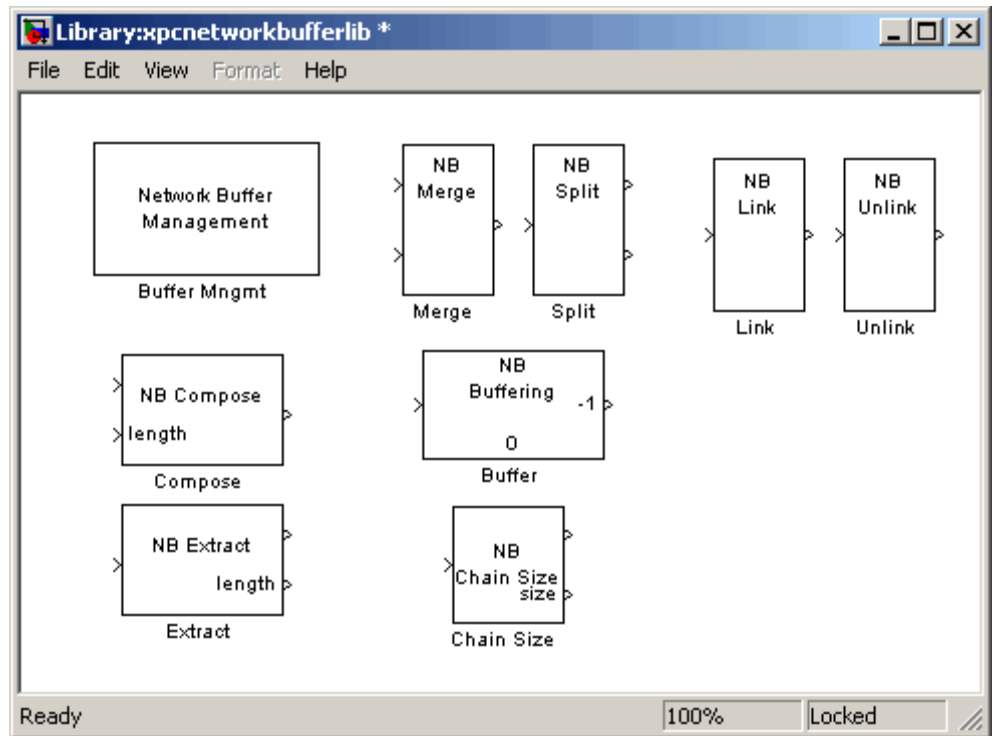 Library:xpcnetworkbufferlib *
File Edit View Format Help
Network Buffer
Management
Buffer Mngmt
NB
Merge
Merge
NB
Split
Split
NB
Link
Link
NB
Unlink
Unlink
NB Compose
length
Compose
NB
Buffering
-1
0
Buffer
NB Extract
length
Extract
NB
Chain Size
size
Chain Size
Ready
100%
Locked